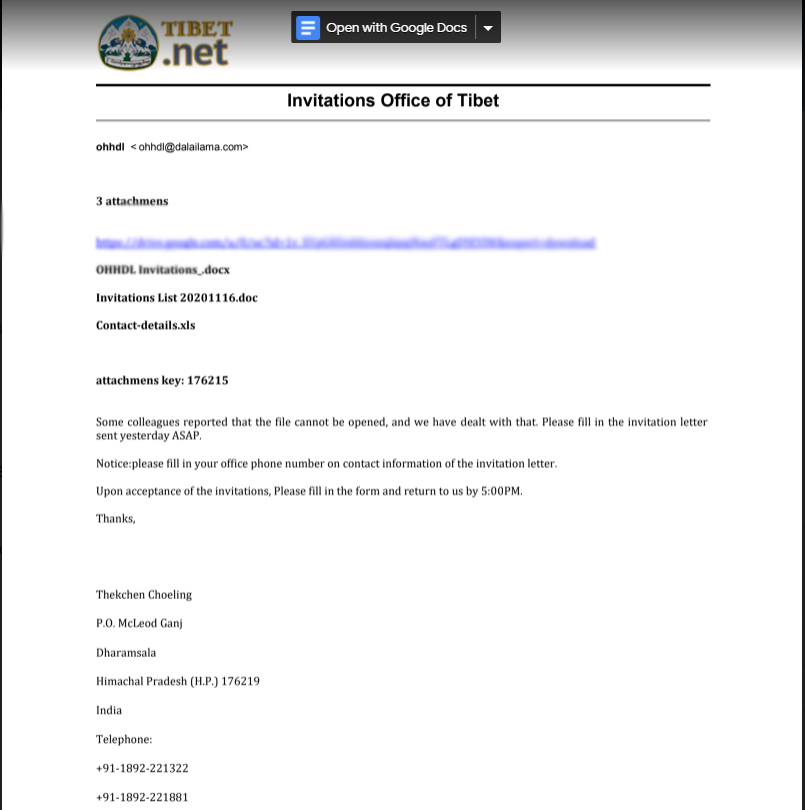 TIBET
.net
Open with Google Docs
Invitations Office of Tibet
ohhdl < ohhdl@dalailama.com>
3 attachmens
OHHDL Invitations_.docx
Invitations List 20201116.doc
Contact-details.xls
attachmens key: 176215
Some colleagues reported that the file cannot be opened, and we have dealt with that. Please fill in the invitation letter
sent yesterday ASAP.
Notice:please fill in your office phone number on contact information of the invitation letter.
Upon acceptance of the invitations, Please fill in the form and return to us by 5:00PM.
Thanks,
Thekchen Choeling
P.O. McLeod Ganj
Dharamsala
Himachal Pradesh (H.P.) 176219
India
Telephone:
+91-1892-221322
+91-1892-221881